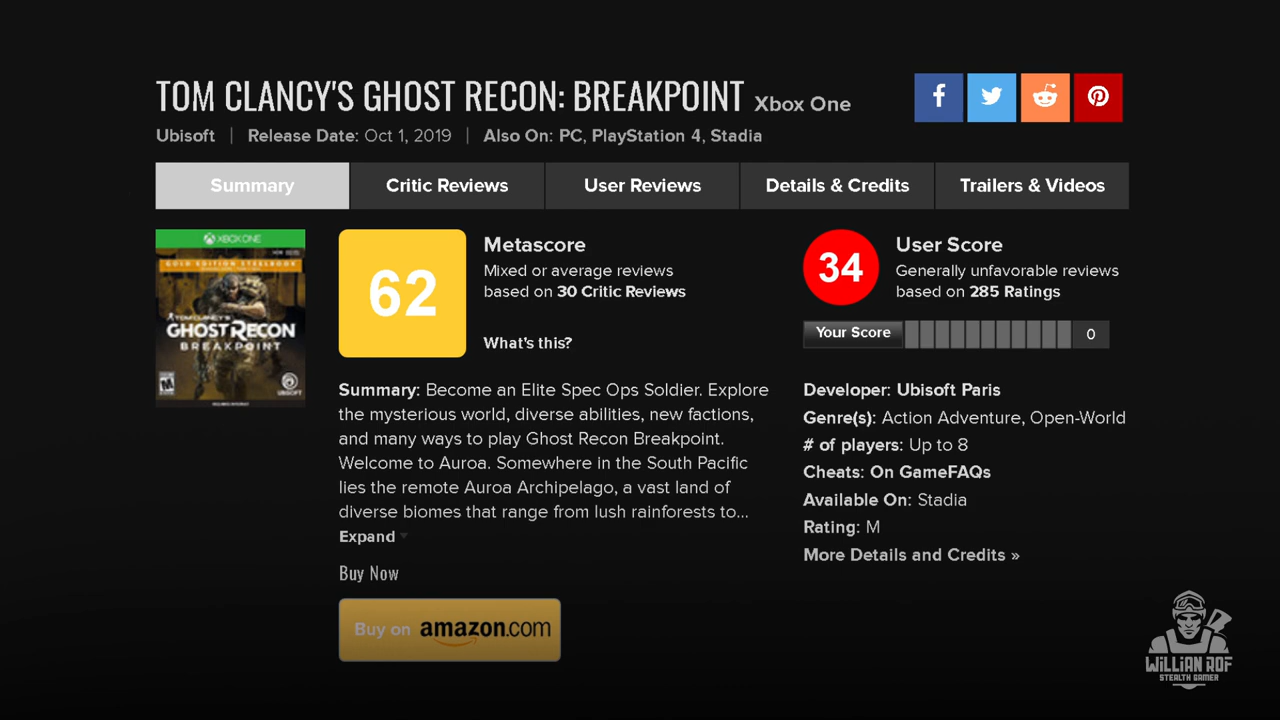 TOM CLANCY'S GHOST RECON: BREAKPOINT Xbox One
Ubisoft | Release Date: Oct 1, 2019 | Also On: PC, PlayStation 4, Stadia
Summary
Critic Reviews
User Reviews
Details & Credits
Trailers & Videos
XBOX ONE
GOLD EDITION STEELBOOK
TOM CLANCY'S
GHOST RECON
BREAKPOINT
M
UBISOFT
62
Metascore
Mixed or average reviews
based on 30 Critic Reviews
What's this?
34
User Score
Generally unfavorable reviews
based on 285 Ratings
Your Score 0
Summary: Become an Elite Spec Ops Soldier. Explore
the mysterious world, diverse abilities, new factions,
and many ways to play Ghost Recon Breakpoint.
Welcome to Auroa. Somewhere in the South Pacific
lies the remote Auroa Archipelago, a vast land of
diverse biomes that range from lush rainforests to...
Expand
Buy Now
Buy on amazon.com
Developer: Ubisoft Paris
Genre(s): Action Adventure, Open-World
# of players: Up to 8
Cheats: On GameFAQs
Available On: Stadia
Rating: M
More Details and Credits »
WILLIAN ROF
STEALTH GAMER